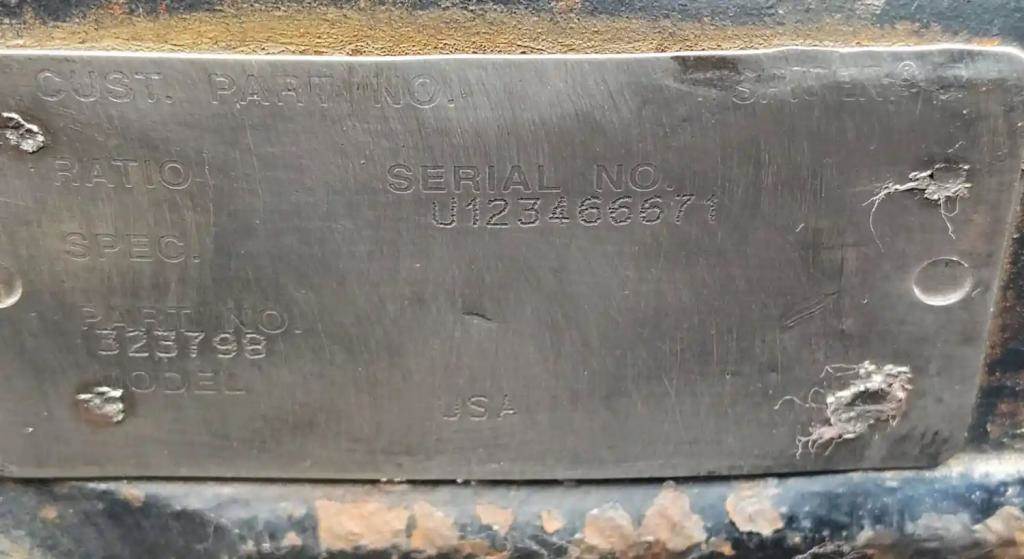 CUST. PART NO.
RATIO
SERIAL NO.
U123466671
SPEC.
PART NO.
323798
MODEL
USA